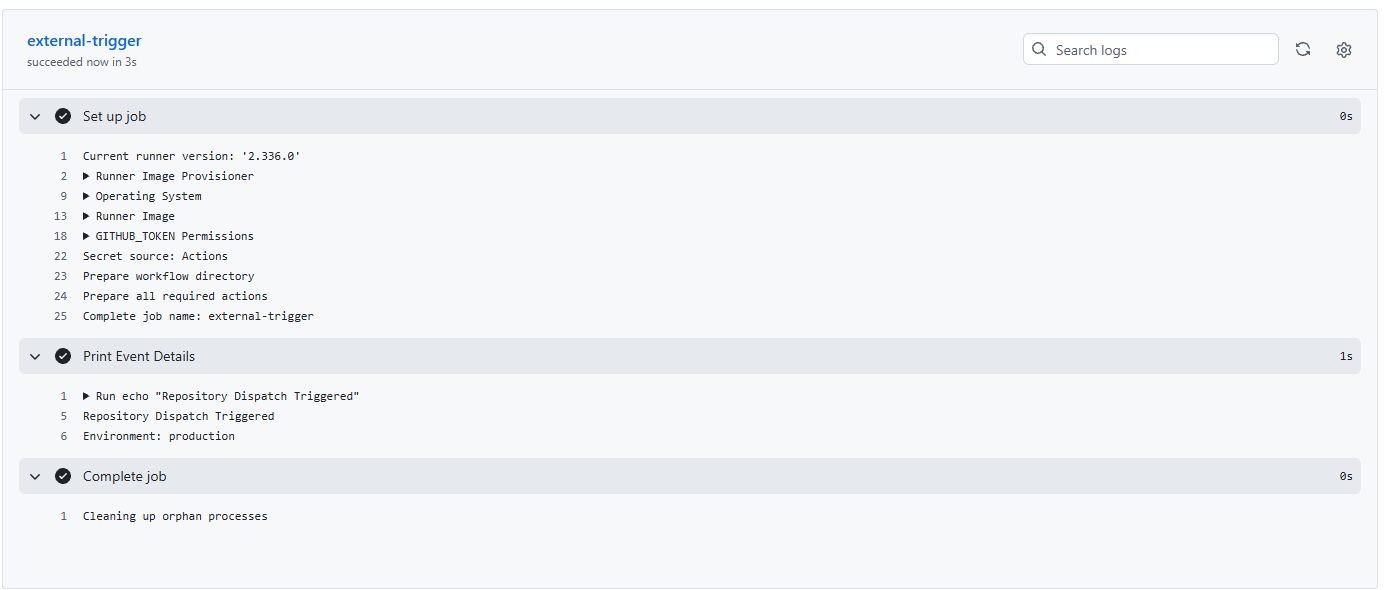 external-trigger
succeeded now in 3s
Search logs
Set up job 0s
1 Current runner version: '2.336.0'
2 ▶ Runner Image Provisioner
9 ▶ Operating System
13 ▶ Runner Image
18 ▶ GITHUB_TOKEN Permissions
22 Secret source: Actions
23 Prepare workflow directory
24 Prepare all required actions
25 Complete job name: external-trigger
Print Event Details 1s
1 ▶ Run echo "Repository Dispatch Triggered"
5 Repository Dispatch Triggered
6 Environment: production
Complete job 0s
1 Cleaning up orphan processes